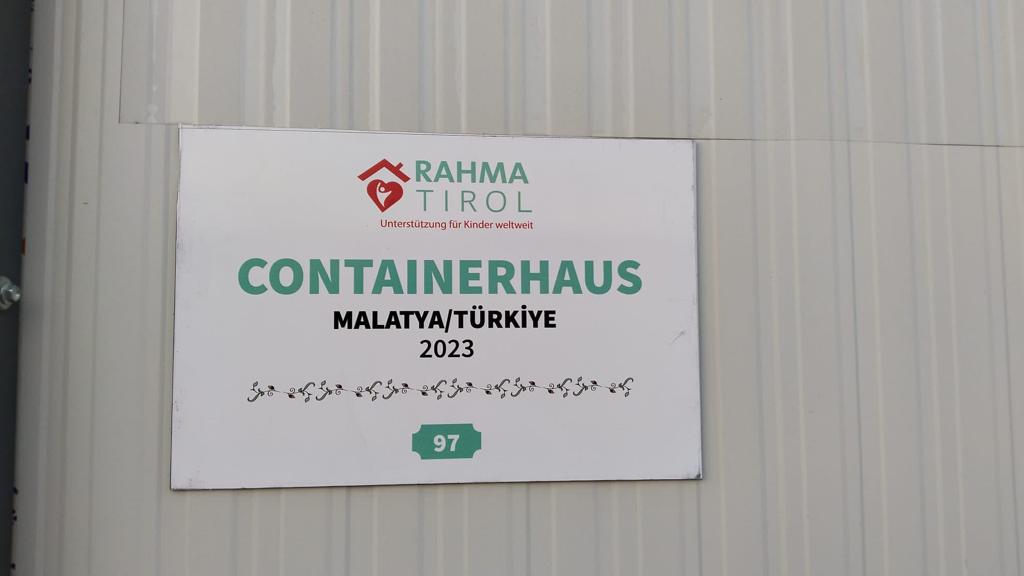 RAHMA
TIROL
Unterstützung für Kinder weltweit
CONTAINERHAUS
MALATYA/TÜRKİYE
2023
97